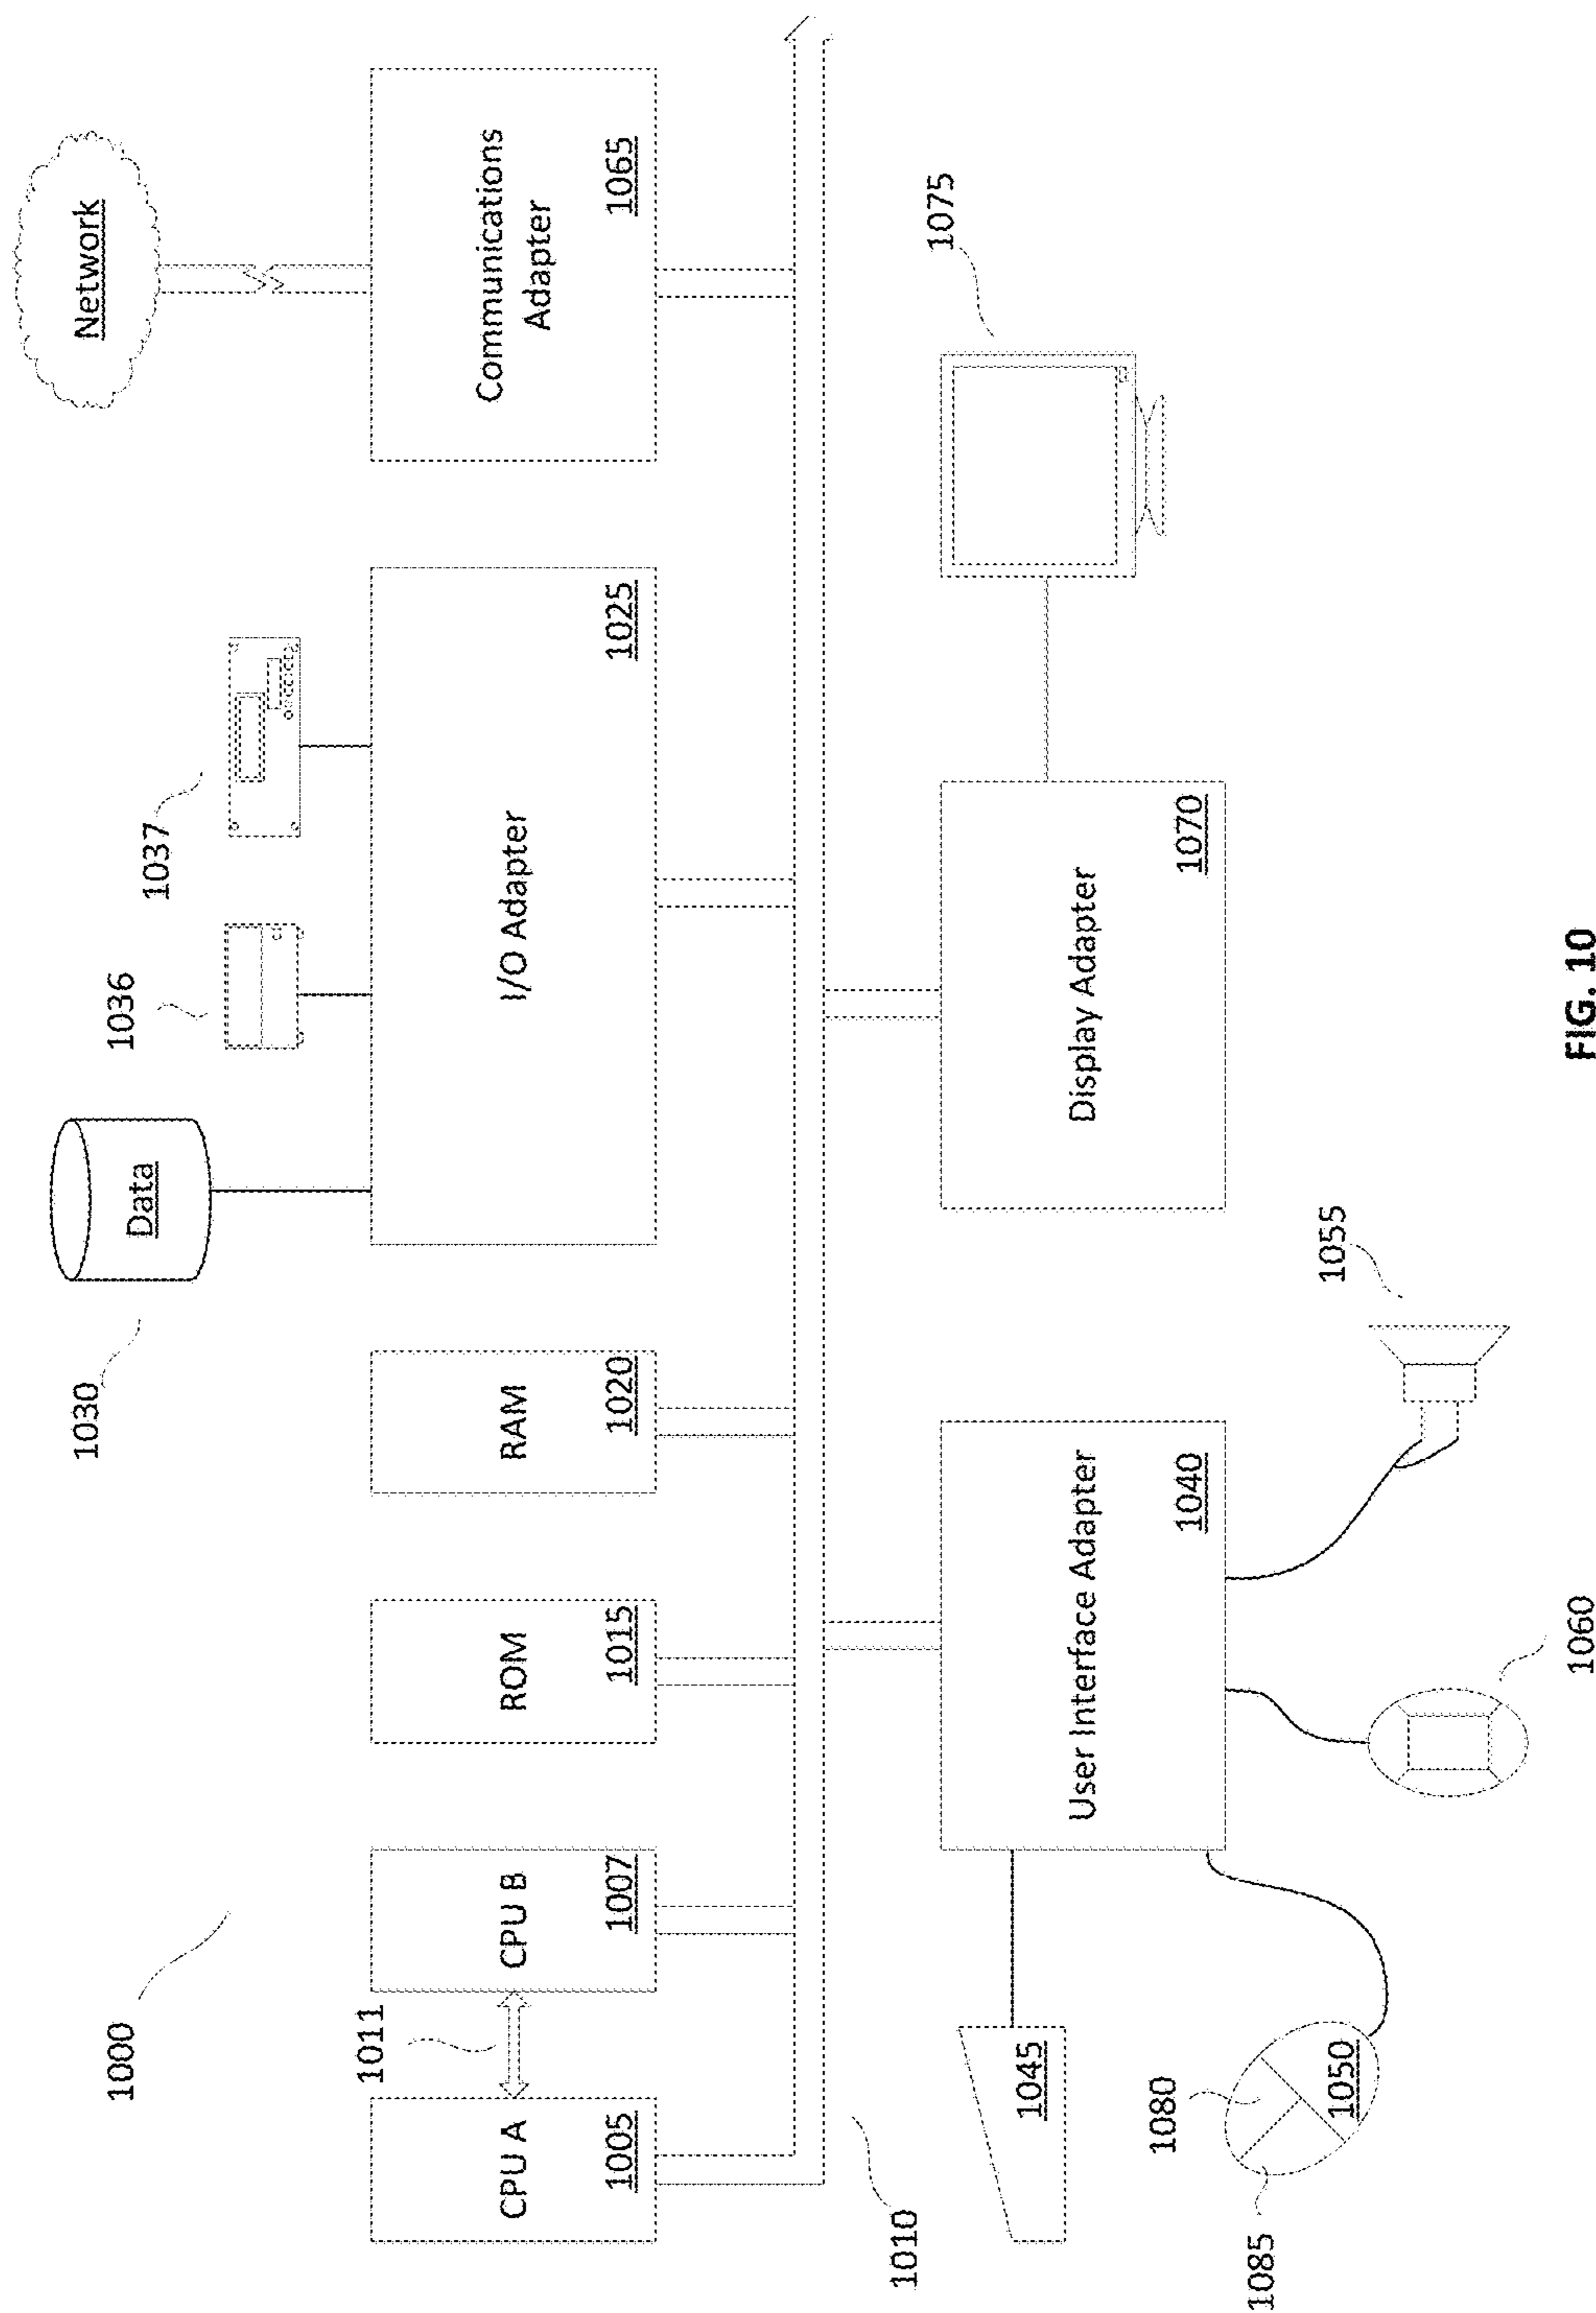 1000
1030
Data
1036
1037
Network
1011
CPU A
1005
CPU B
1007
ROM
1015
RAM
1020
I/O Adapter
1025
Communications
Adapter
1065
1010
1045
1080
1085
1050
User Interface Adapter
1040
1060
1055
Display Adapter
1070
1075
FIG. 10